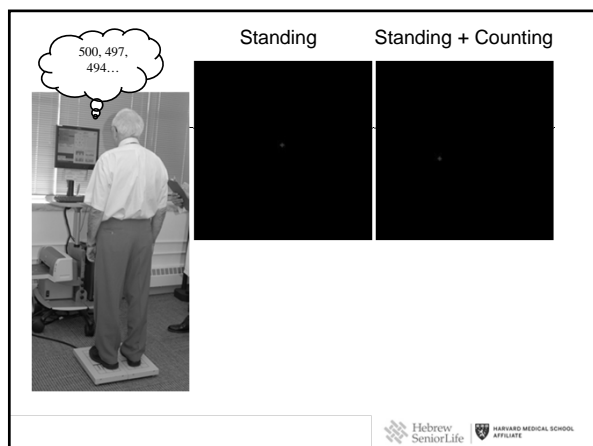 500, 497,
494…
Standing
Standing + Counting
Hebrew
SeniorLife
HARVARD MEDICAL SCHOOL
AFFILIATE